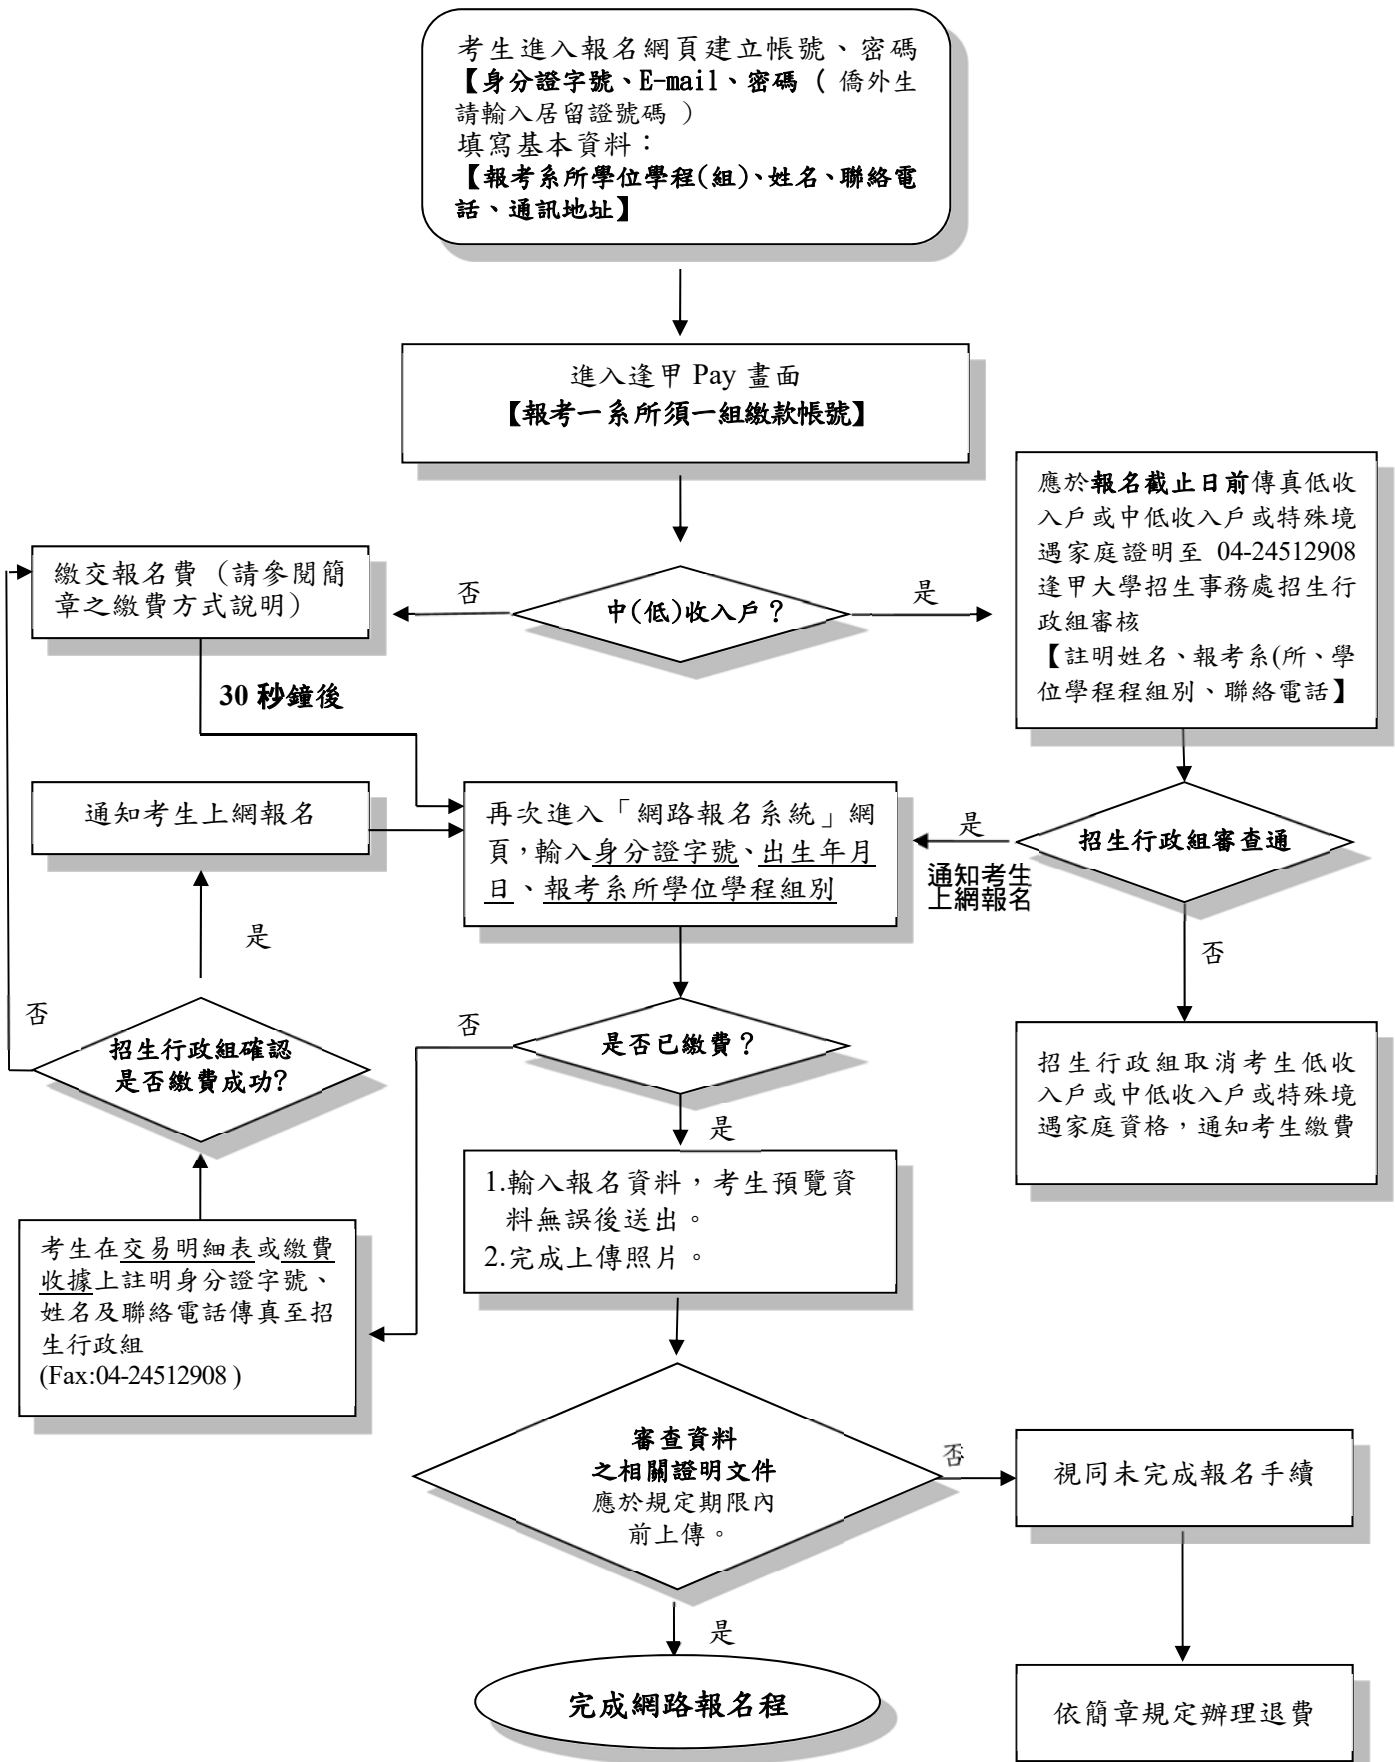 考生進入報名網頁建立帳號、密碼
【身分證字號、E-mail、密碼（僑外生
請輸入居留證號碼 ）
填寫基本資料：
【報考系所學位學程(組)、姓名、聯絡電
話、通訊地址】
進入逢甲 Pay 畫面
【報考一系所須一組繳款帳號】
應於報名截止日前傳真低收
入戶或中低收入戶或特殊境
遇家庭證明至 04-24512908
逢甲大學招生事務處招生行
政組審核
【註明姓名、報考系(所、學
位學程程組別、聯絡電話】
繳交報名費（請參閱簡
章之繳費方式說明）
否
中(低)收入戶？
是
30 秒鐘後
通知考生上網報名
再次進入「網路報名系統」網
頁，輸入身分證字號、出生年月
日、報考系所學位學程組別
是
通知考生
上網報名
招生行政組審查通
是
否
否
招生行政組確認
是否繳費成功?
否
是否已繳費？
是
招生行政組取消考生低收
入戶或中低收入戶或特殊境
遇家庭資格，通知考生繳費
1.輸入報名資料，考生預覽資
料無誤後送出。
2.完成上傳照片。
考生在交易明細表或繳費
收據上註明身分證字號、
姓名及聯絡電話傳真至招
生行政組
(Fax:04-24512908 )
審查資料
之相關證明文件
應於規定期限內
前上傳。
否
視同未完成報名手續
是
完成網路報名程
依簡章規定辦理退費